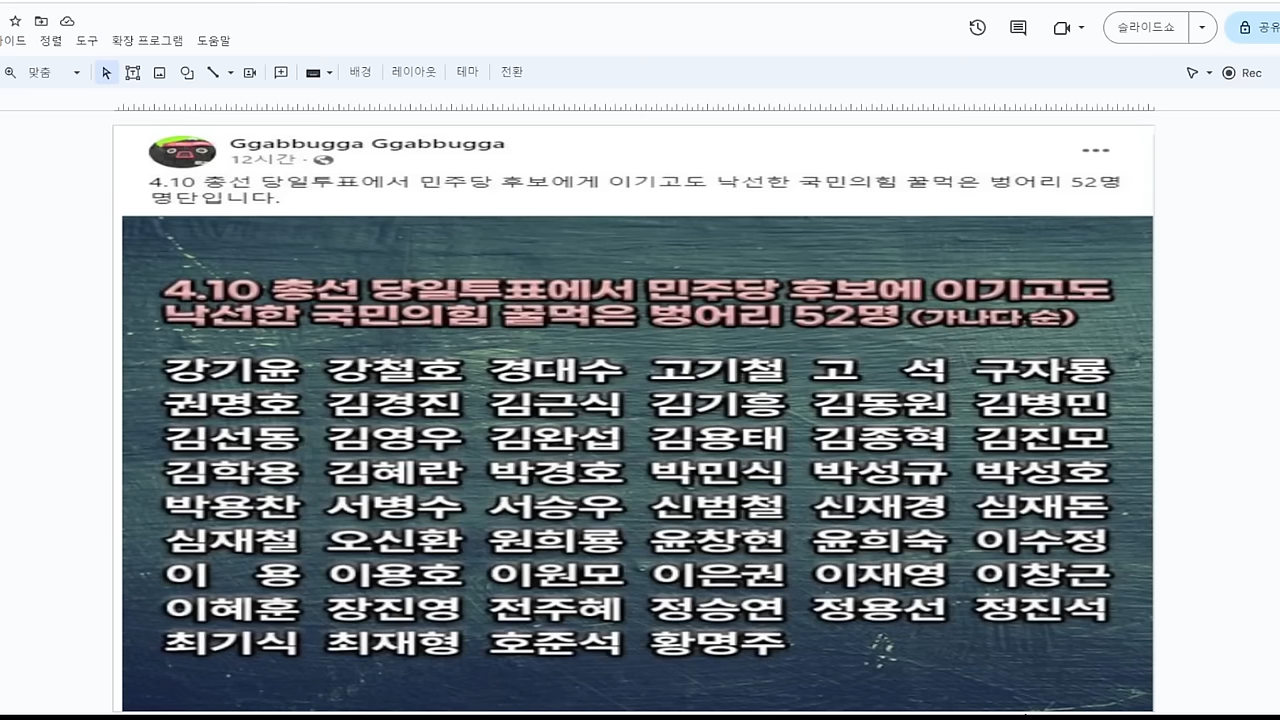 이드 정렬 도구 확장 프로그램 도움말
슬라이드쇼
공유
맞춤 배경 레이아웃 테마 전환 Rec
Ggabbugga Ggabbugga
12시간 ·
4.10 총선 당일투표에서 민주당 후보에게 이기고도 낙선한 국민의힘 꿀먹은 벙어리 52명
명단입니다.
4.10 총선 당일투표에서 민주당 후보에 이기고도
낙선한 국민의힘 꿀먹은 벙어리 52명 (가나다 순)
강기윤 강철호 경대수 고기철 고 석 구자룡
권명호 김경진 김근식 김기흥 김동원 김병민
김선동 김영우 김완섭 김용태 김종혁 김진모
김학용 김혜란 박경호 박민식 박성규 박성호
박용찬 서병수 서승우 신범철 신재경 심재돈
심재철 오신환 원희룡 윤창현 윤희숙 이수정
이 용 이용호 이원모 이은권 이재영 이창근
이혜훈 장진영 전주혜 정승연 정용선 정진석
최기식 최재형 호준석 황명주